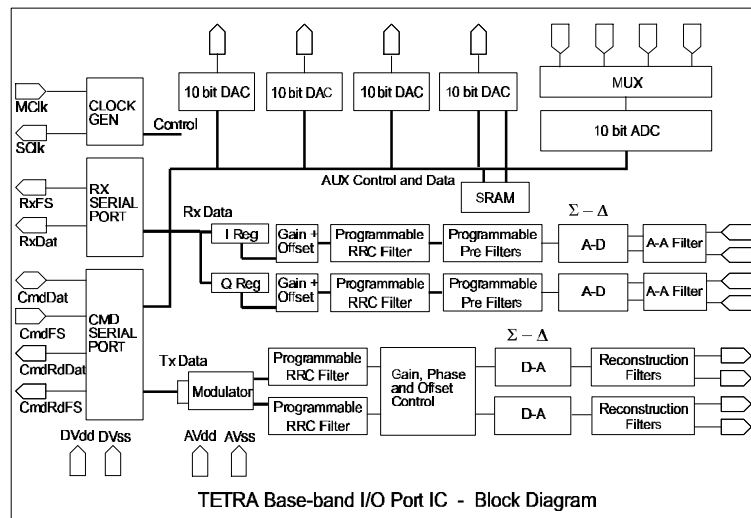 10 bit DAC
10 bit DAC
10 bit DAC
10 bit DAC
MUX
10 bit ADC
MClk
SClk
CLOCK
GEN
Control
AUX Control and Data
SRAM
RxFS
RxDat
RX
SERIAL
PORT
Rx Data
I Reg
Gain +
Offset
Programmable
RRC Filter
Programmable
Pre Filters
Σ – Δ
A-D
A-A Filter
Q Reg
Gain +
Offset
Programmable
RRC Filter
Programmable
Pre Filters
A-D
A-A Filter
CmdDat
CmdFS
CmdRdDat
CmdRdFS
CMD
SERIAL
PORT
Tx Data
Modulator
Programmable
RRC Filter
Programmable
RRC Filter
Gain, Phase
and Offset
Control
Σ – Δ
D-A
D-A
Reconstruction
Filters
Reconstruction
Filters
DVdd DVss
AVdd AVss
TETRA Base-band I/O Port IC - Block Diagram